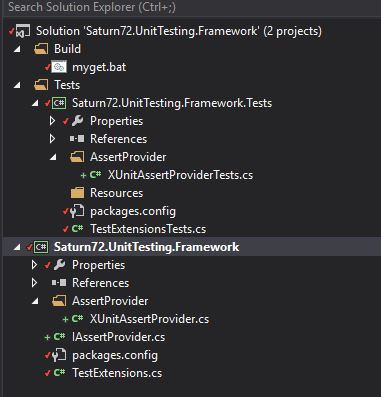 Search Solution Explorer (Ctrl+;)
Solution 'Saturn72.UnitTesting.Framework' (2 projects)
Build
myget.bat
Tests
C# Saturn72.UnitTesting.Framework.Tests
Properties
References
AssertProvider
+ C# XUnitAssertProviderTests.cs
Resources
packages.config
C# TestExtensionsTests.cs
C# Saturn72.UnitTesting.Framework
Properties
References
AssertProvider
+ C# XUnitAssertProvider.cs
+ C# IAssertProvider.cs
packages.config
C# TestExtensions.cs